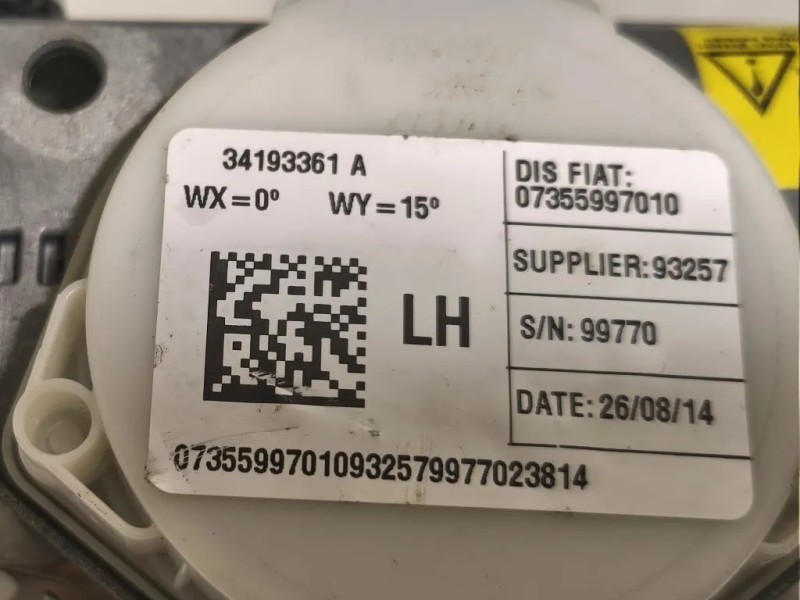 34193361 A
WX=0º WY=15º
LH
DIS FIAT:
07355997010
SUPPLIER:93257
S/N: 99770
DATE: 26/08/14
07355997010932579977023814